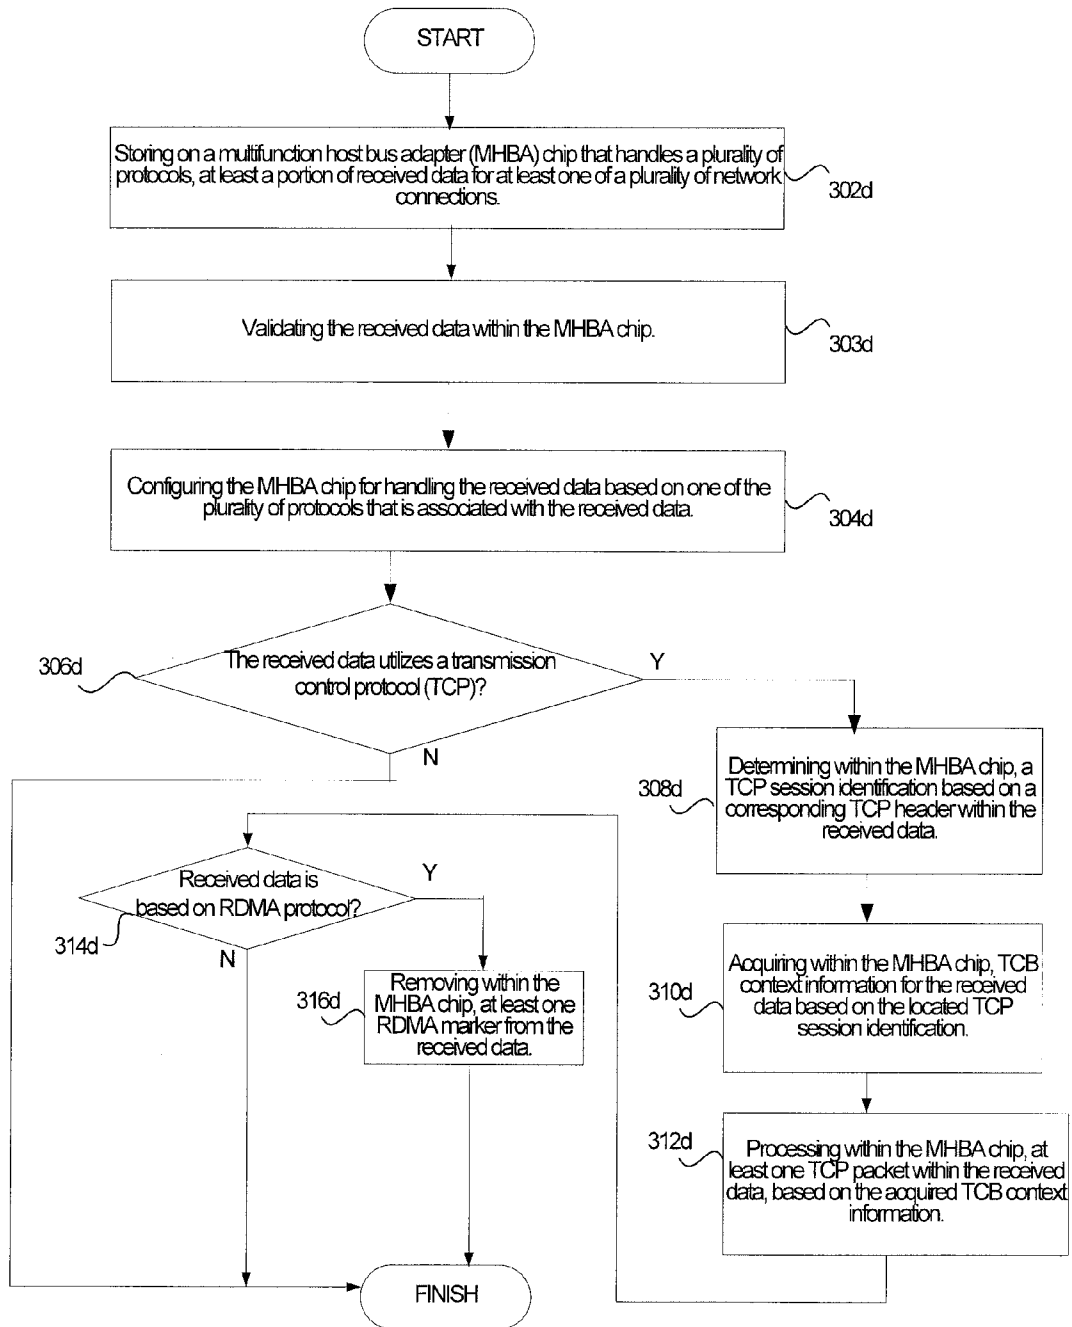 START
Storing on a multifunction host bus adapter (MHBA) chip that handles a plurality of
protocols, at least a portion of received data for at least one of a plurality of network
connections.
302d
Validating the received data within the MHBA chip.
303d
Configuring the MHBA chip for handling the received data based on one of the
plurality of protocols that is associated with the received data.
304d
306d
The received data utilizes a transmission
control protocol (TCP)?
Y
N
308d
Determining within the MHBA chip, a
TCP session identification based on a
corresponding TCP header within the
received data.
Received data is
based on RDMA protocol?
Y
314d
N
316d
Removing within the
MHBA chip, at least one
RDMA marker from the
received data.
310d
Acquiring within the MHBA chip, TCB
context information for the received
data based on the located TCP
session identification.
312d
Processing within the MHBA chip, at
least one TCP packet within the received
data, based on the acquired TCB context
information.
FINISH